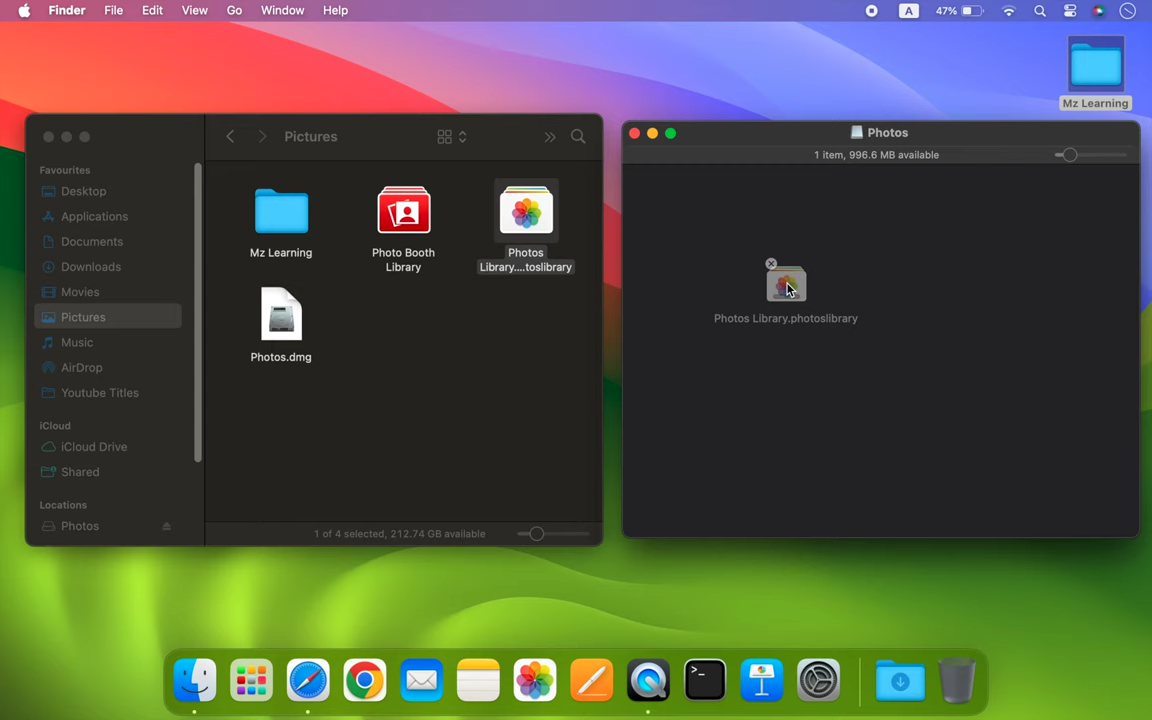 Finder File Edit View Go Window Help A 47%
Mz Learning
Pictures
Favourites
Desktop
Applications
Documents
Downloads
Movies
Pictures
Music
AirDrop
Youtube Titles
iCloud
iCloud Drive
Shared
Locations
Photos
Mz Learning
Photo Booth
Library
Photos
Library....toslibrary
Photos.dmg
1 of 4 selected, 212.74 GB available
Photos
1 item, 996.6 MB available
Photos Library.photoslibrary